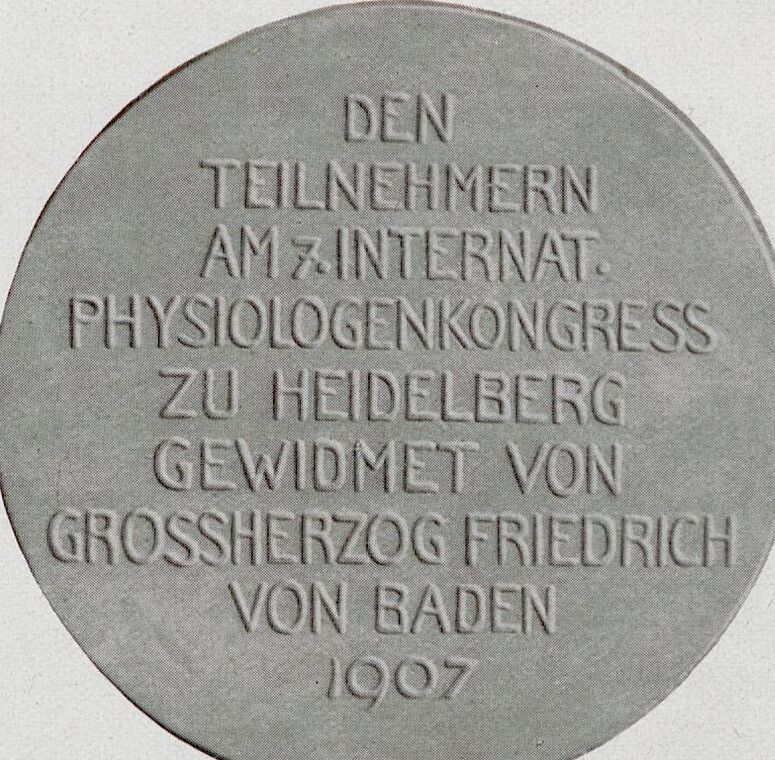 DEN
TEILNEHMERN
AM 7. INTERNAT.
PHYSIOLOGENKONGRESS
ZU HEIDELBERG
GEWIDMET VON
GROSSHERZOG FRIEDRICH
VON BADEN
1907